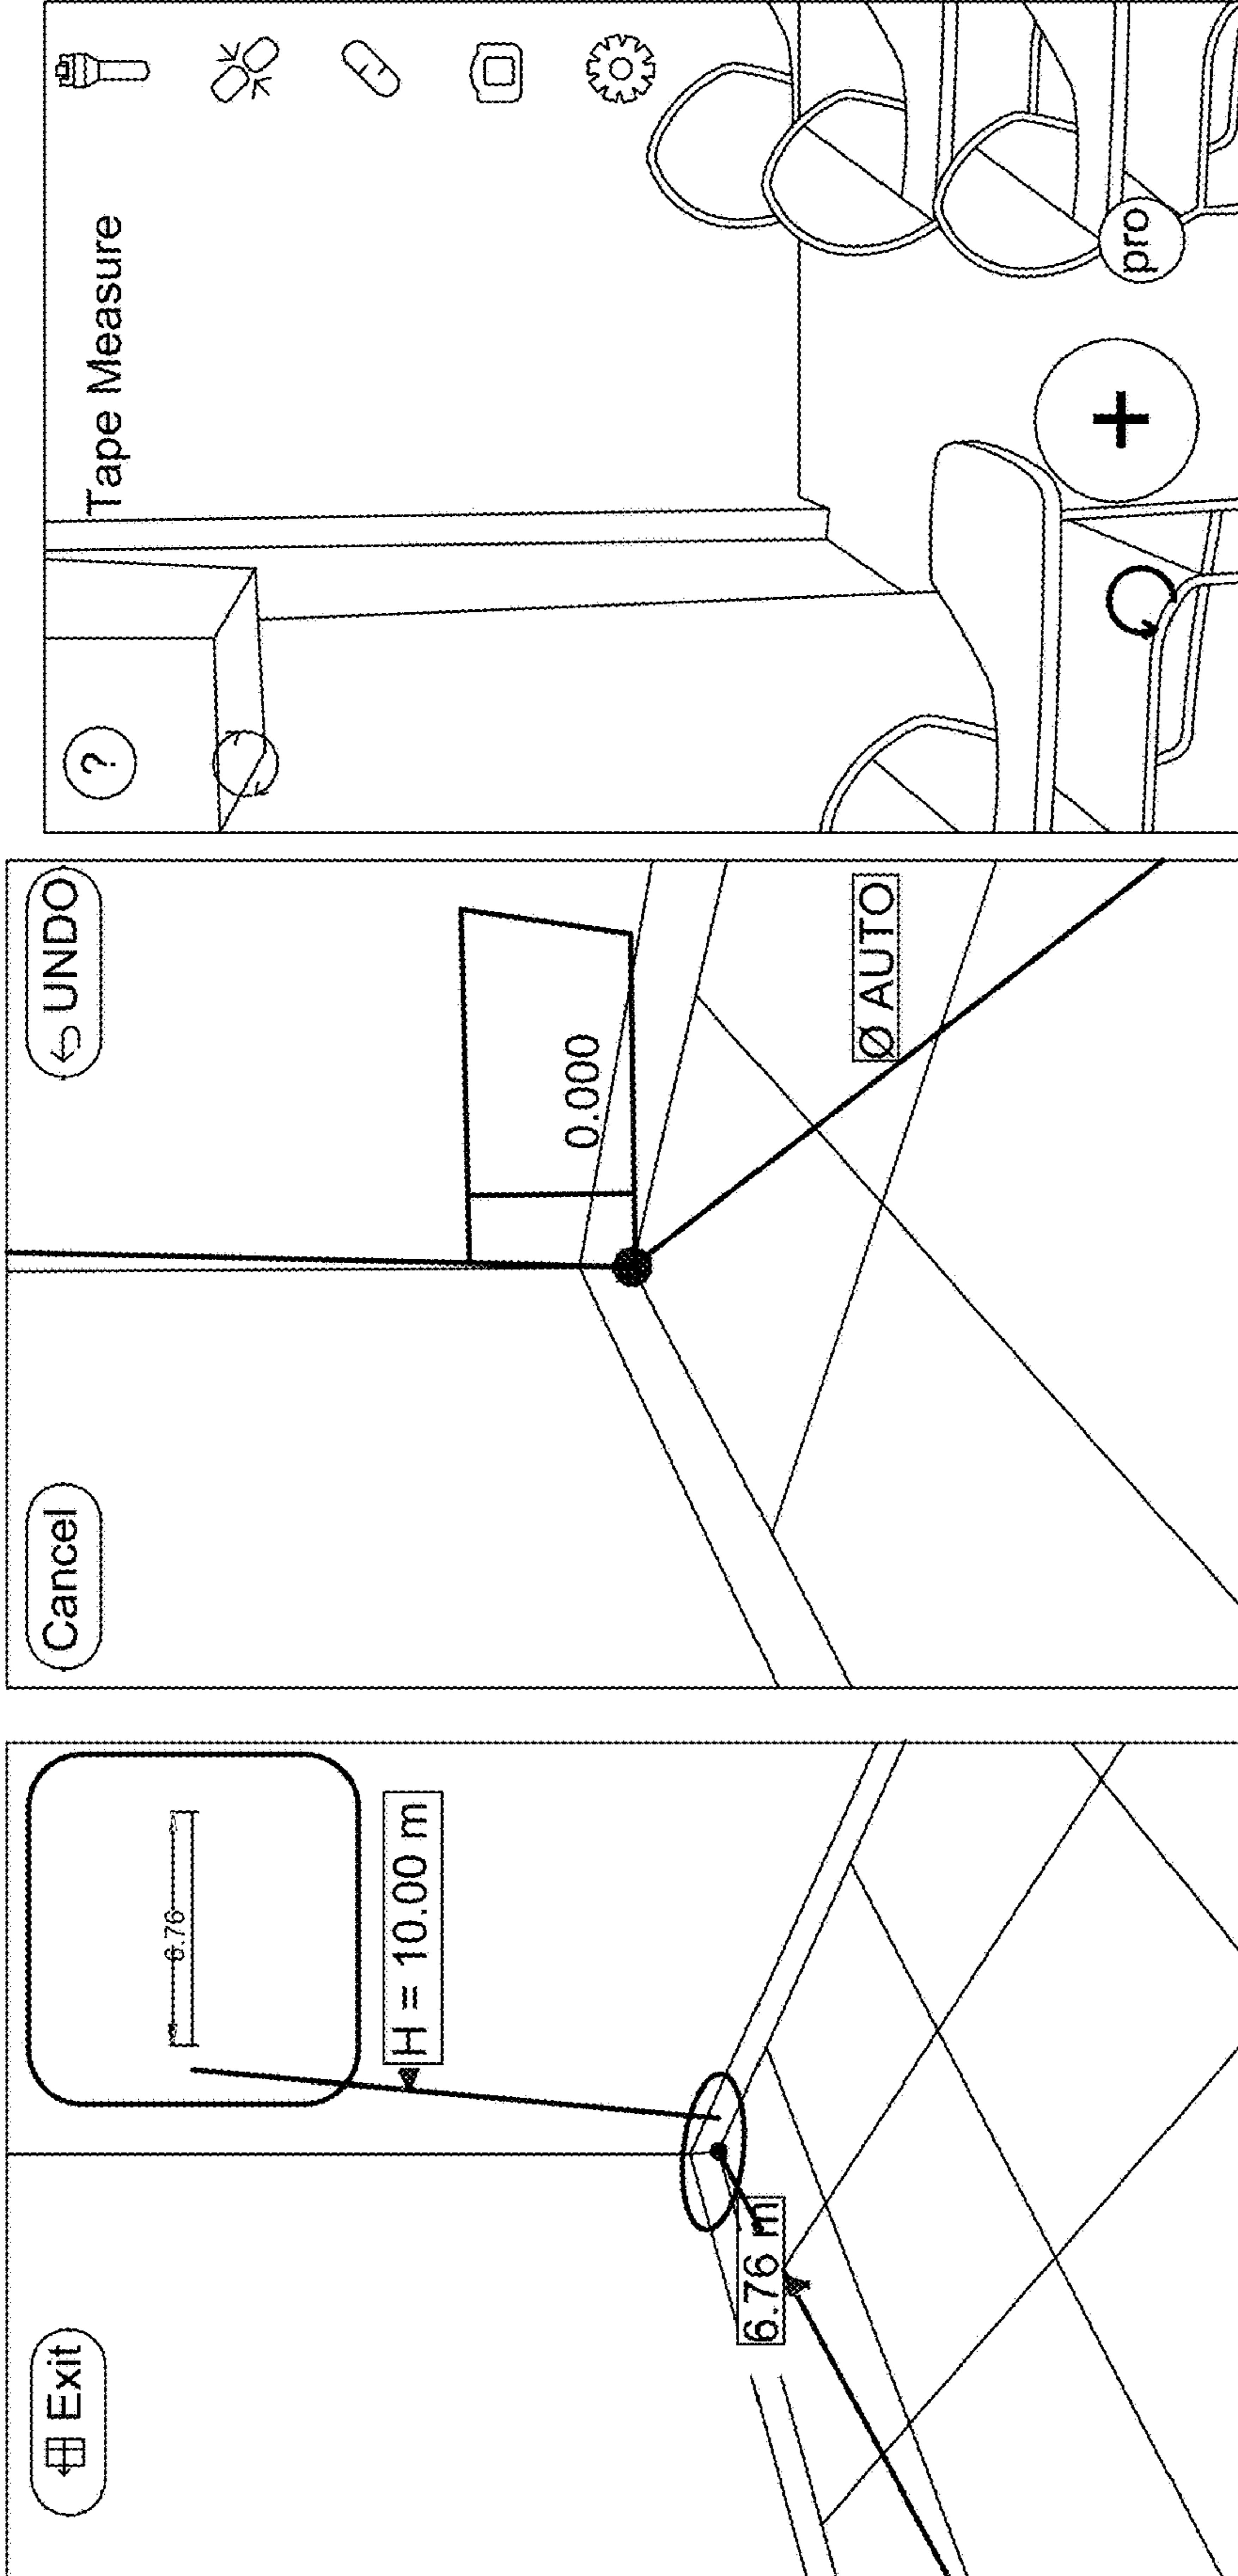 Exit
6.76
H = 10.00 m
6.76 m
Cancel
UNDO
0.000
Ø AUTO
?
Tape Measure
+
pro